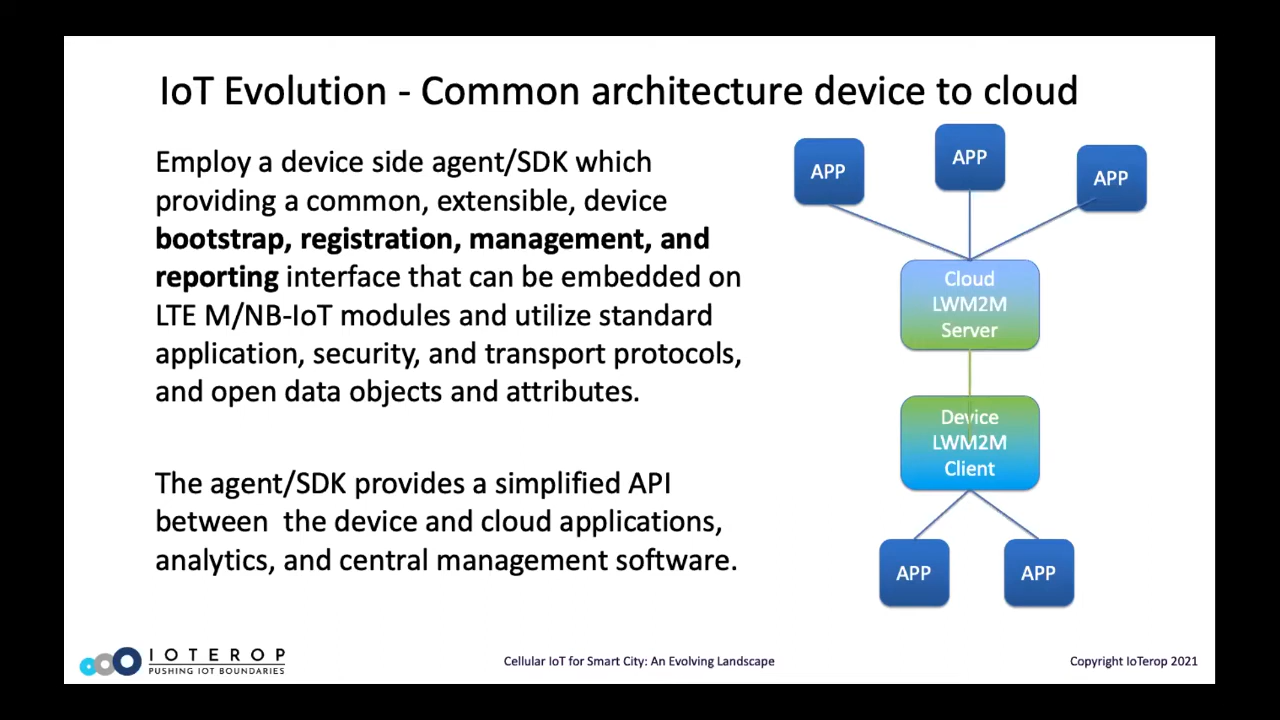 IoT Evolution - Common architecture device to cloud
Employ a device side agent/SDK which
providing a common, extensible, device
bootstrap, registration, management, and
reporting interface that can be embedded on
LTE M/NB-IoT modules and utilize standard
application, security, and transport protocols,
and open data objects and attributes.
The agent/SDK provides a simplified API
between the device and cloud applications,
analytics, and central management software.
APP
APP
APP
Cloud
LWM2M
Server
Device
LWM2M
Client
APP
APP
IOTEROP
PUSHING IOT BOUNDARIES
Cellular IoT for Smart City: An Evolving Landscape
Copyright IoTerop 2021